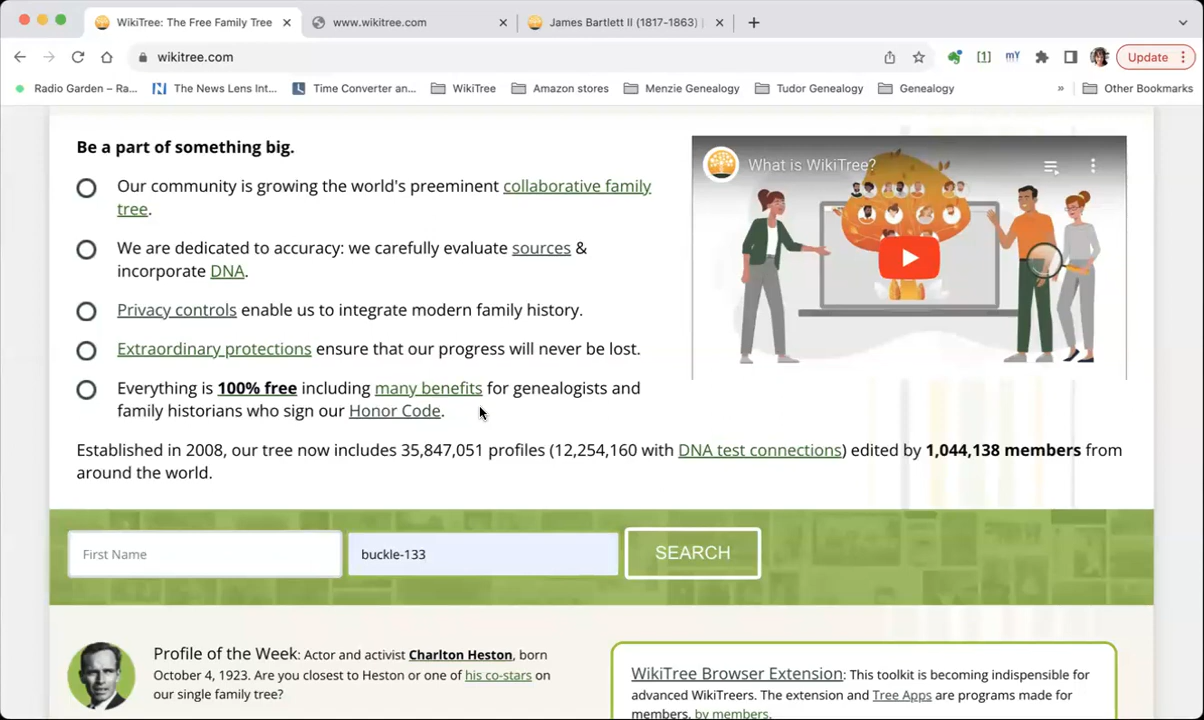 WikiTree: The Free Family Tree
www.wikitree.com
James Bartlett II (1817-1863)
wikitree.com
[1]
mY
Update
Radio Garden – Ra...
The News Lens Int...
Time Converter an...
WikiTree
Amazon stores
Menzie Genealogy
Tudor Genealogy
Genealogy
»
Other Bookmarks
Be a part of something big.
Our community is growing the world's preeminent collaborative family
tree.
We are dedicated to accuracy: we carefully evaluate sources &
incorporate DNA.
Privacy controls enable us to integrate modern family history.
Extraordinary protections ensure that our progress will never be lost.
Everything is 100% free including many benefits for genealogists and
family historians who sign our Honor Code.
What is WikiTree?
Established in 2008, our tree now includes 35,847,051 profiles (12,254,160 with DNA test connections) edited by 1,044,138 members from
around the world.
First Name
buckle-133
SEARCH
Profile of the Week: Actor and activist Charlton Heston, born
October 4, 1923. Are you closest to Heston or one of his co-stars on
our single family tree?
WikiTree Browser Extension: This toolkit is becoming indispensible for
advanced WikiTreers. The extension and Tree Apps are programs made for
members, by members.